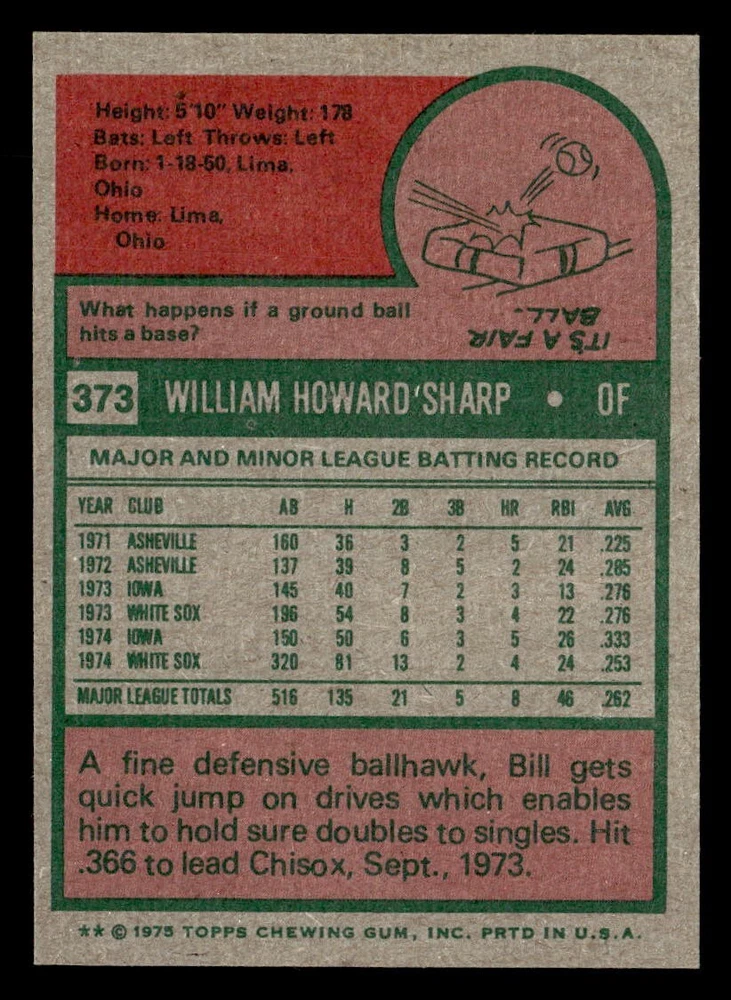 Height: 5'10" Weight: 178
Bats: Left Throws: Left
Born: 1-18-50, Lima,
Ohio
Home: Lima,
Ohio
What happens if a ground ball
hits a base?
IT'S A FAIR
BALL.
373 WILLIAM HOWARD SHARP • OF
MAJOR AND MINOR LEAGUE BATTING RECORD
YEAR CLUB AB H 2B 3B HR RBI AVG
1971 ASHEVILLE 160 36 3 2 5 21 .225
1972 ASHEVILLE 137 39 8 5 2 24 .285
1973 IOWA 145 40 7 2 3 13 .276
1973 WHITE SOX 196 54 8 3 4 22 .276
1974 IOWA 150 50 6 3 5 26 .333
1974 WHITE SOX 320 81 13 2 4 24 .253
MAJOR LEAGUE TOTALS 516 135 21 5 8 46 .262
A fine defensive ballhawk, Bill gets
quick jump on drives which enables
him to hold sure doubles to singles. Hit
.366 to lead Chisox, Sept., 1973.
** © 1975 TOPPS CHEWING GUM, INC. PRTD IN U.S.A.